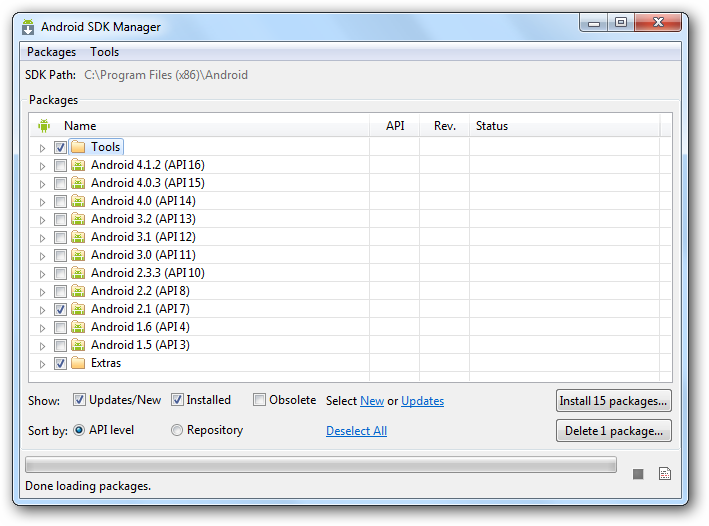 Android SDK Manager
Packages Tools
SDK Path: C:\Program Files (x86)\Android
Packages
Name API Rev. Status
Tools
Android 4.1.2 (API 16)
Android 4.0.3 (API 15)
Android 4.0 (API 14)
Android 3.2 (API 13)
Android 3.1 (API 12)
Android 3.0 (API 11)
Android 2.3.3 (API 10)
Android 2.2 (API 8)
Android 2.1 (API 7)
Android 1.6 (API 4)
Android 1.5 (API 3)
Extras
Show: Updates/New Installed Obsolete Select New or Updates Install 15 packages...
Sort by: API level Repository Deselect All Delete 1 package...
Done loading packages.